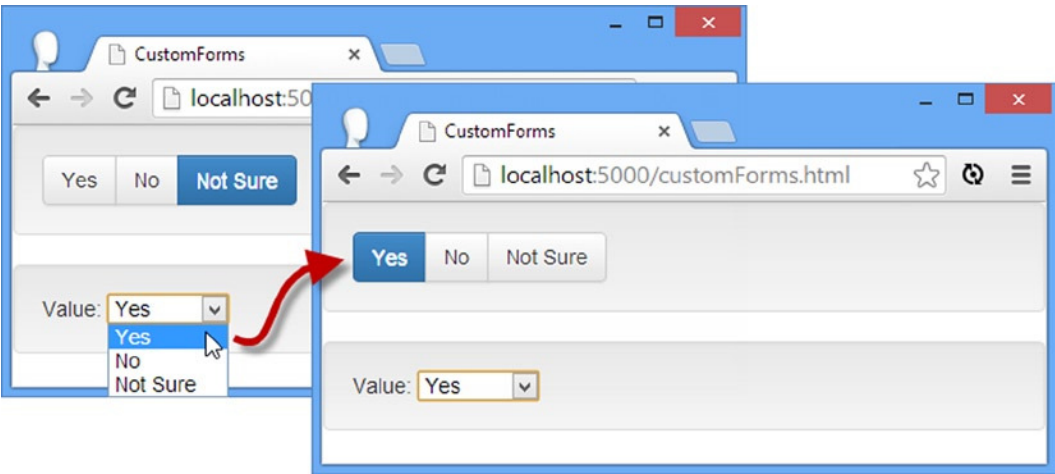 CustomForms
localhost:50
Yes No Not Sure
Value: Yes
Yes
No
Not Sure
CustomForms
localhost:5000/customForms.html
Yes No Not Sure
Value: Yes